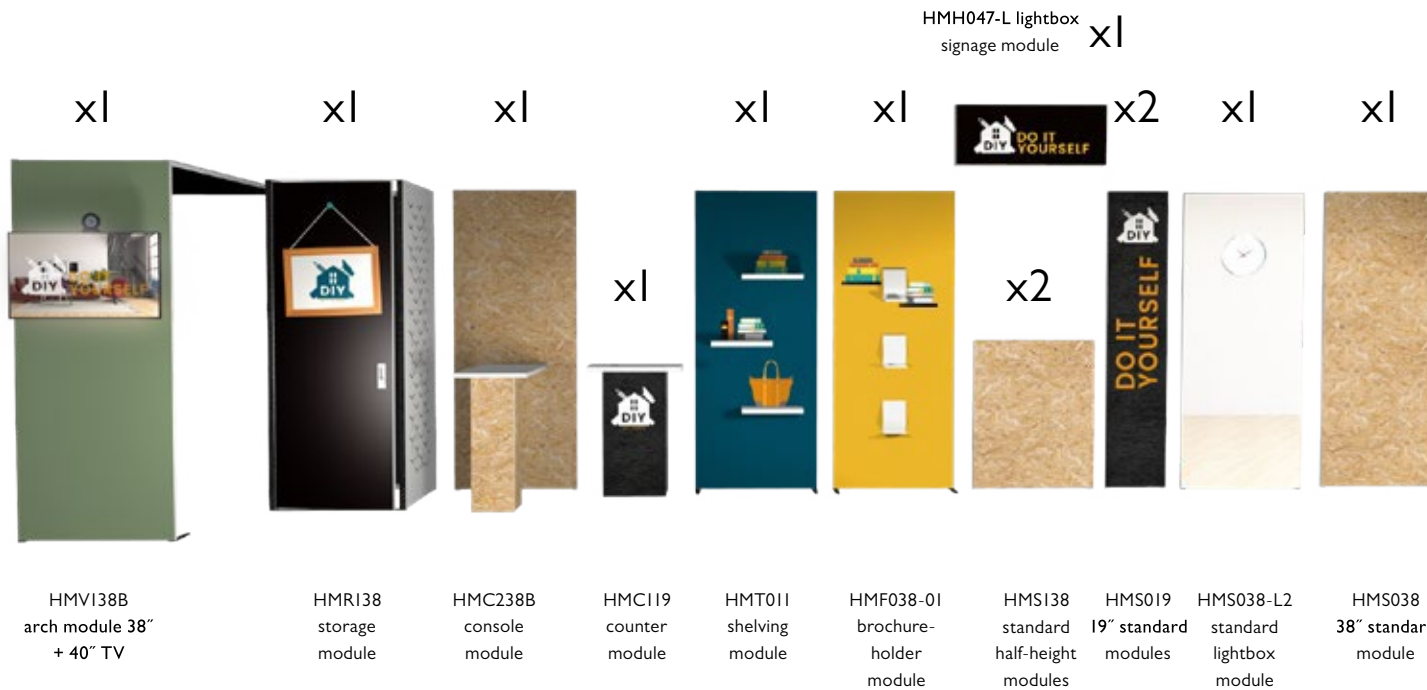 HMH047-L lightbox
signage module
x1
x1
x1
x1
x1
x1
x2
x1
x1
DIY DO IT
YOURSELF
DIY DO IT
YOURSELF
DIY
x1
DIY
x2
DIY
DO IT
YOURSELF
HMV138B
arch module 38″
+ 40″ TV
HMR138
storage
module
HMC238B
console
module
HMC119
counter
module
HMT011
shelving
module
HMF038-01
brochure-
holder
module
HMS138
standard
half-height
modules
HMS019
19″ standard
modules
HMS038-L2
standard
lightbox
module
HMS038
38″ standar
module